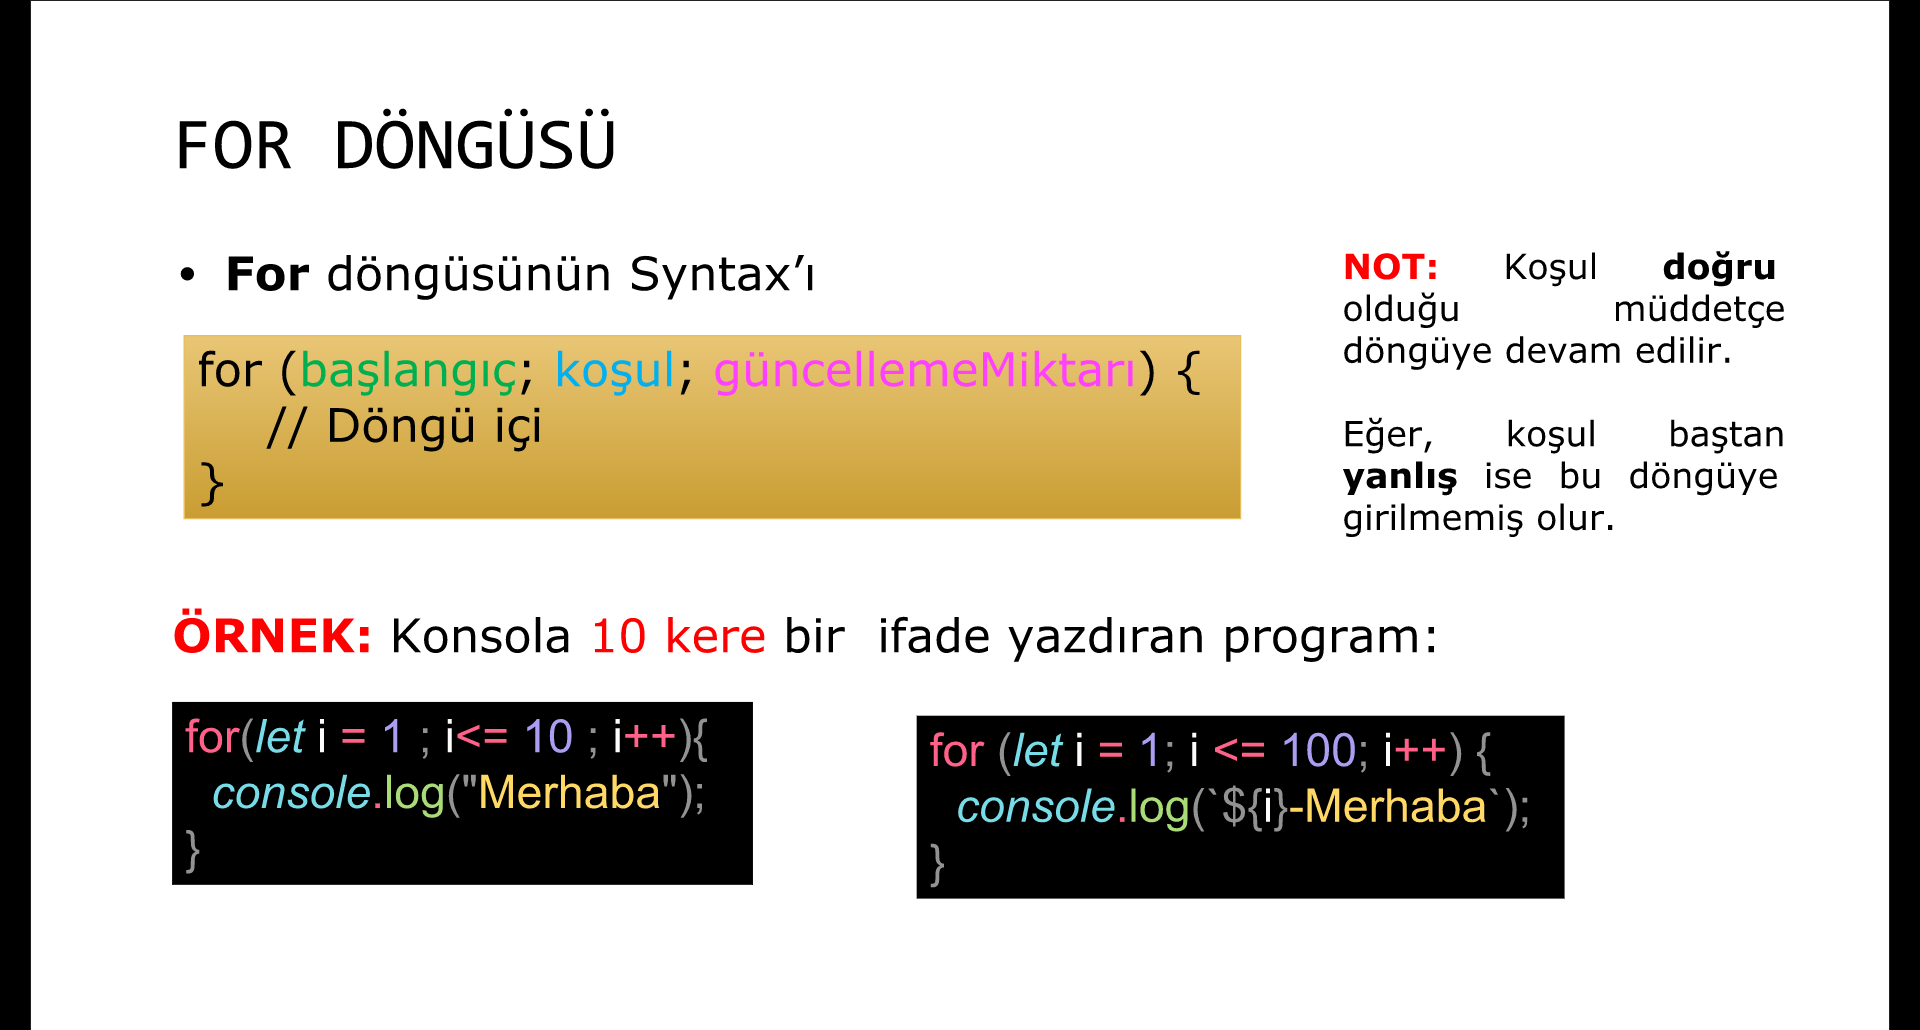 FOR DÖNGÜSÜ
• For döngüsünün Syntax’ı
for (başlangıç; koşul; güncellemeMiktarı) {
// Döngü içi
}
NOT: Koşul doğru
olduğu müddetçe
döngüye devam edilir.
Eğer, koşul baştan
yanlış ise bu döngüye
girilmemiş olur.
ÖRNEK: Konsola 10 kere bir ifade yazdıran program:
for(let i = 1 ; i<= 10 ; i++){
console.log("Merhaba");
}
for (let i = 1; i <= 100; i++) {
console.log(`${i}-Merhaba`);
}